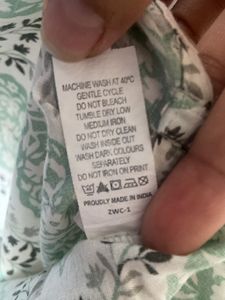 MACHINE WASH AT 40°C
GENTLE CYCLE
DO NOT BLEACH
TUMBLE DRY LOW
MEDIUM IRON
DO NOT DRY CLEAN
WASH INSIDE OUT
WASH DARK COLOURS
SEPARATELY
DO NOT IRON ON PRINT
PROUDLY MADE IN INDIA
ZWC-1